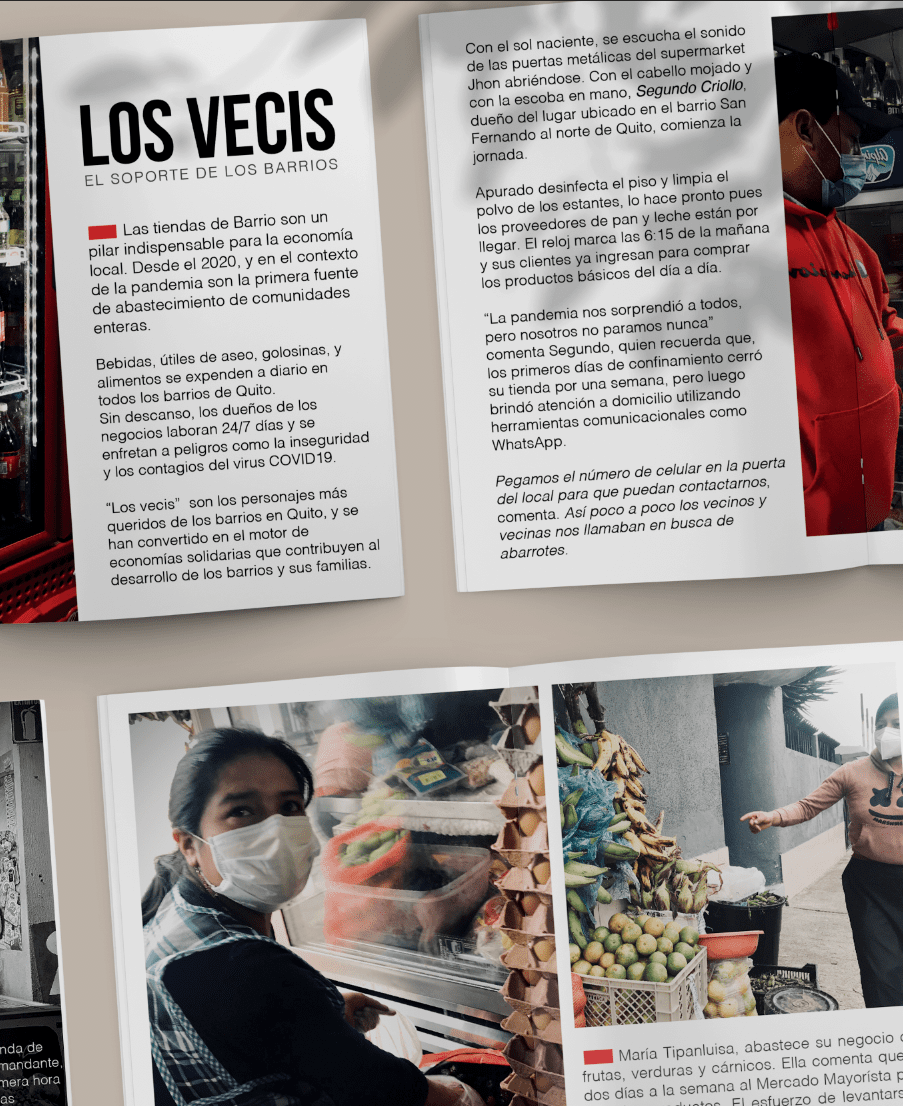 LOS VECIS
EL SOPORTE DE LOS BARRIOS
Las tiendas de Barrio son un
pilar indispensable para la economía
local. Desde el 2020, y en el contexto
de la pandemia son la primera fuente
de abastecimiento de comunidades
enteras.
Bebidas, útiles de aseo, golosinas, y
alimentos se expenden a diario en
todos los barrios de Quito.
Sin descanso, los dueños de los
negocios laboran 24/7 días y se
enfretan a peligros como la inseguridad
y los contagios del virus COVID19.
“Los vecis” son los personajes más
queridos de los barrios en Quito, y se
han convertido en el motor de
economías solidarias que contribuyen al
desarrollo de los barrios y sus familias.
Con el sol naciente, se escucha el sonido
de las puertas metálicas del supermarket
Jhon abriéndose. Con el cabello mojado y
con la escoba en mano, Segundo Criollo,
dueño del lugar ubicado en el barrio San
Fernando al norte de Quito, comienza la
jornada.
Apurado desinfecta el piso y limpia el
polvo de los estantes, lo hace pronto pues
los proveedores de pan y leche están por
llegar. El reloj marca las 6:15 de la mañana
y sus clientes ya ingresan para comprar
los productos básicos del día a día.
“La pandemia nos sorprendió a todos,
pero nosotros no paramos nunca”
comenta Segundo, quien recuerda que,
los primeros días de confinamiento cerró
su tienda por una semana, pero luego
brindó atención a domicilio utilizando
herramientas comunicacionales como
WhatsApp.
Pegamos el número de celular en la puerta
del local para que puedan contactarnos,
comenta. Así poco a poco los vecinos y
vecinas nos llamaban en busca de
abarrotes.
María Tipanluisa, abastece su negocio
frutas, verduras y cárnicos. Ella comenta que
dos días a la semana al Mercado Mayorísta
El esfuerzo de